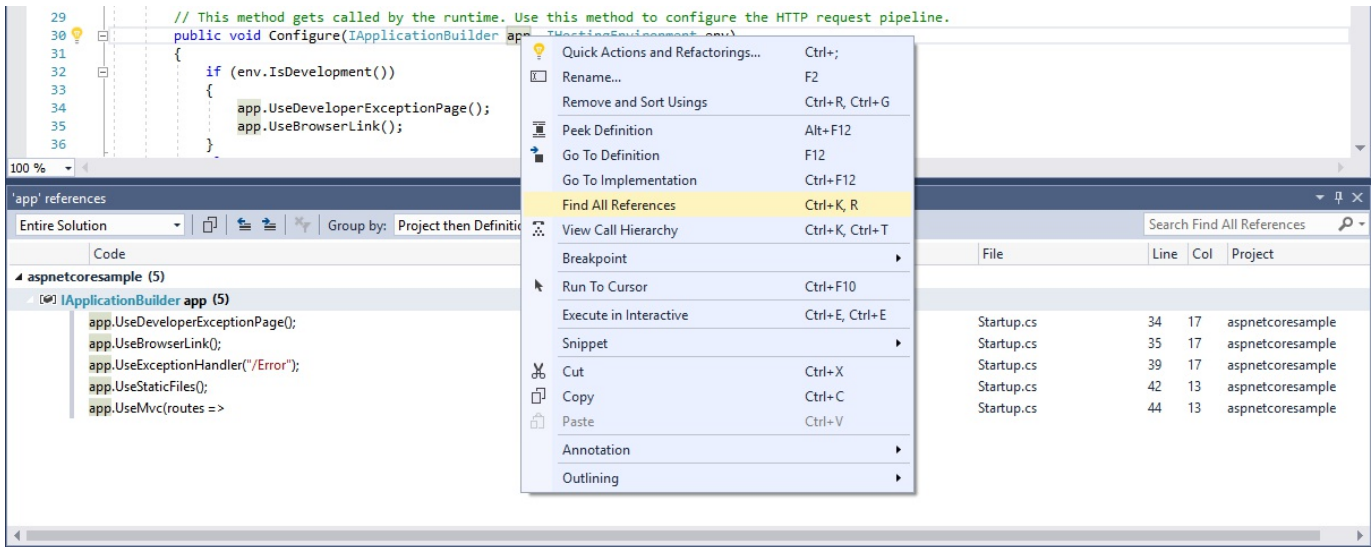 29 // This method gets called by the runtime. Use this method to configure the HTTP request pipeline.
30 public void Configure(IApplicationBuilder app, IHostingEnvironment env)
31 {
32 if (env.IsDevelopment())
33 {
34 app.UseDeveloperExceptionPage();
35 app.UseBrowserLink();
36 }
100 %
Quick Actions and Refactorings... Ctrl+;
Rename... F2
Remove and Sort Usings Ctrl+R, Ctrl+G
Peek Definition Alt+F12
Go To Definition F12
Go To Implementation Ctrl+F12
Find All References Ctrl+K, R
View Call Hierarchy Ctrl+K, Ctrl+T
Breakpoint
Run To Cursor Ctrl+F10
Execute in Interactive Ctrl+E, Ctrl+E
Snippet
Cut Ctrl+X
Copy Ctrl+C
Paste Ctrl+V
Annotation
Outlining
'app' references
Entire Solution Group by: Project then Definitio Search Find All References
Code File Line Col Project
aspnetcoresample (5)
IApplicationBuilder app (5)
app.UseDeveloperExceptionPage(); Startup.cs 34 17 aspnetcoresample
app.UseBrowserLink(); Startup.cs 35 17 aspnetcoresample
app.UseExceptionHandler("/Error"); Startup.cs 39 17 aspnetcoresample
app.UseStaticFiles(); Startup.cs 42 13 aspnetcoresample
app.UseMvc(routes => Startup.cs 44 13 aspnetcoresample